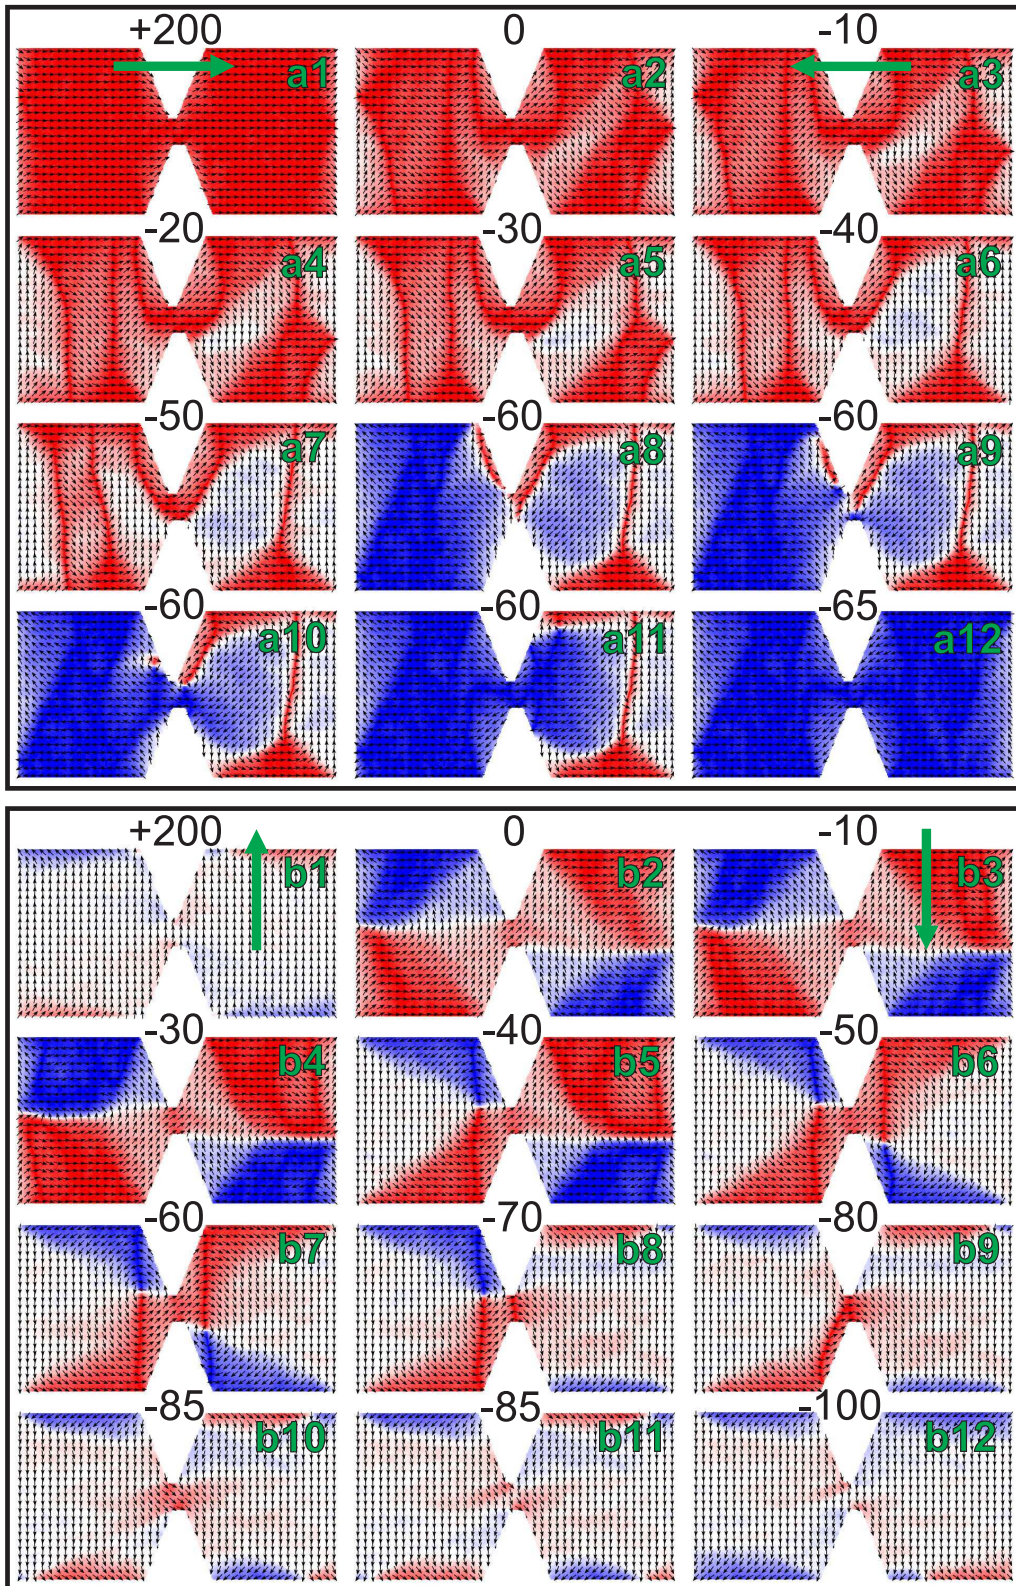 +200 0 -10
a1 a2 a3
-20 -30 -40
a4 a5 a6
-50 -60 -60
a7 a8 a9
-60 -60 -65
a10 a11 a12
+200 0 -10
b1 b2 b3
-30 -40 -50
b4 b5 b6
-60 -70 -80
b7 b8 b9
-85 -85 -100
b10 b11 b12